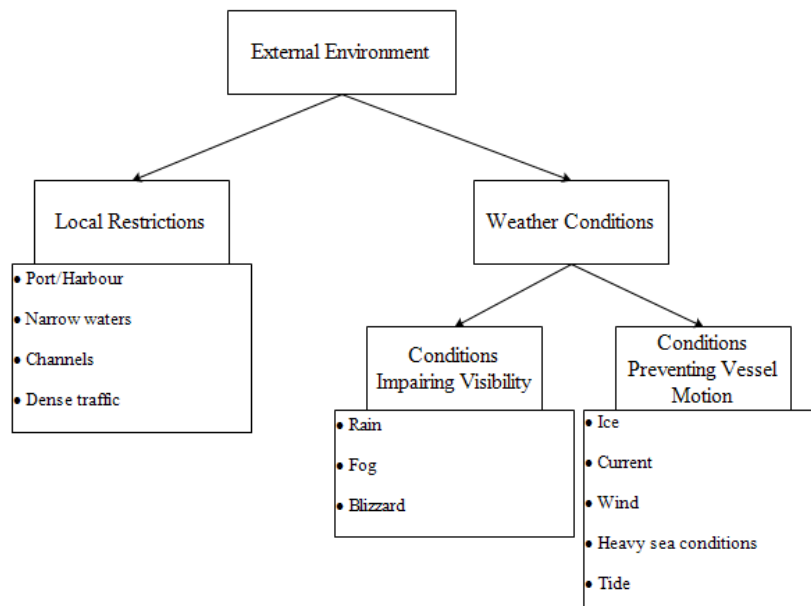 External Environment
Local Restrictions
● Port/Harbour
● Narrow waters
● Channels
● Dense traffic
Weather Conditions
Conditions
Impairing Visibility
● Rain
● Fog
● Blizzard
Conditions
Preventing Vessel
Motion
● Ice
● Current
● Wind
● Heavy sea conditions
● Tide